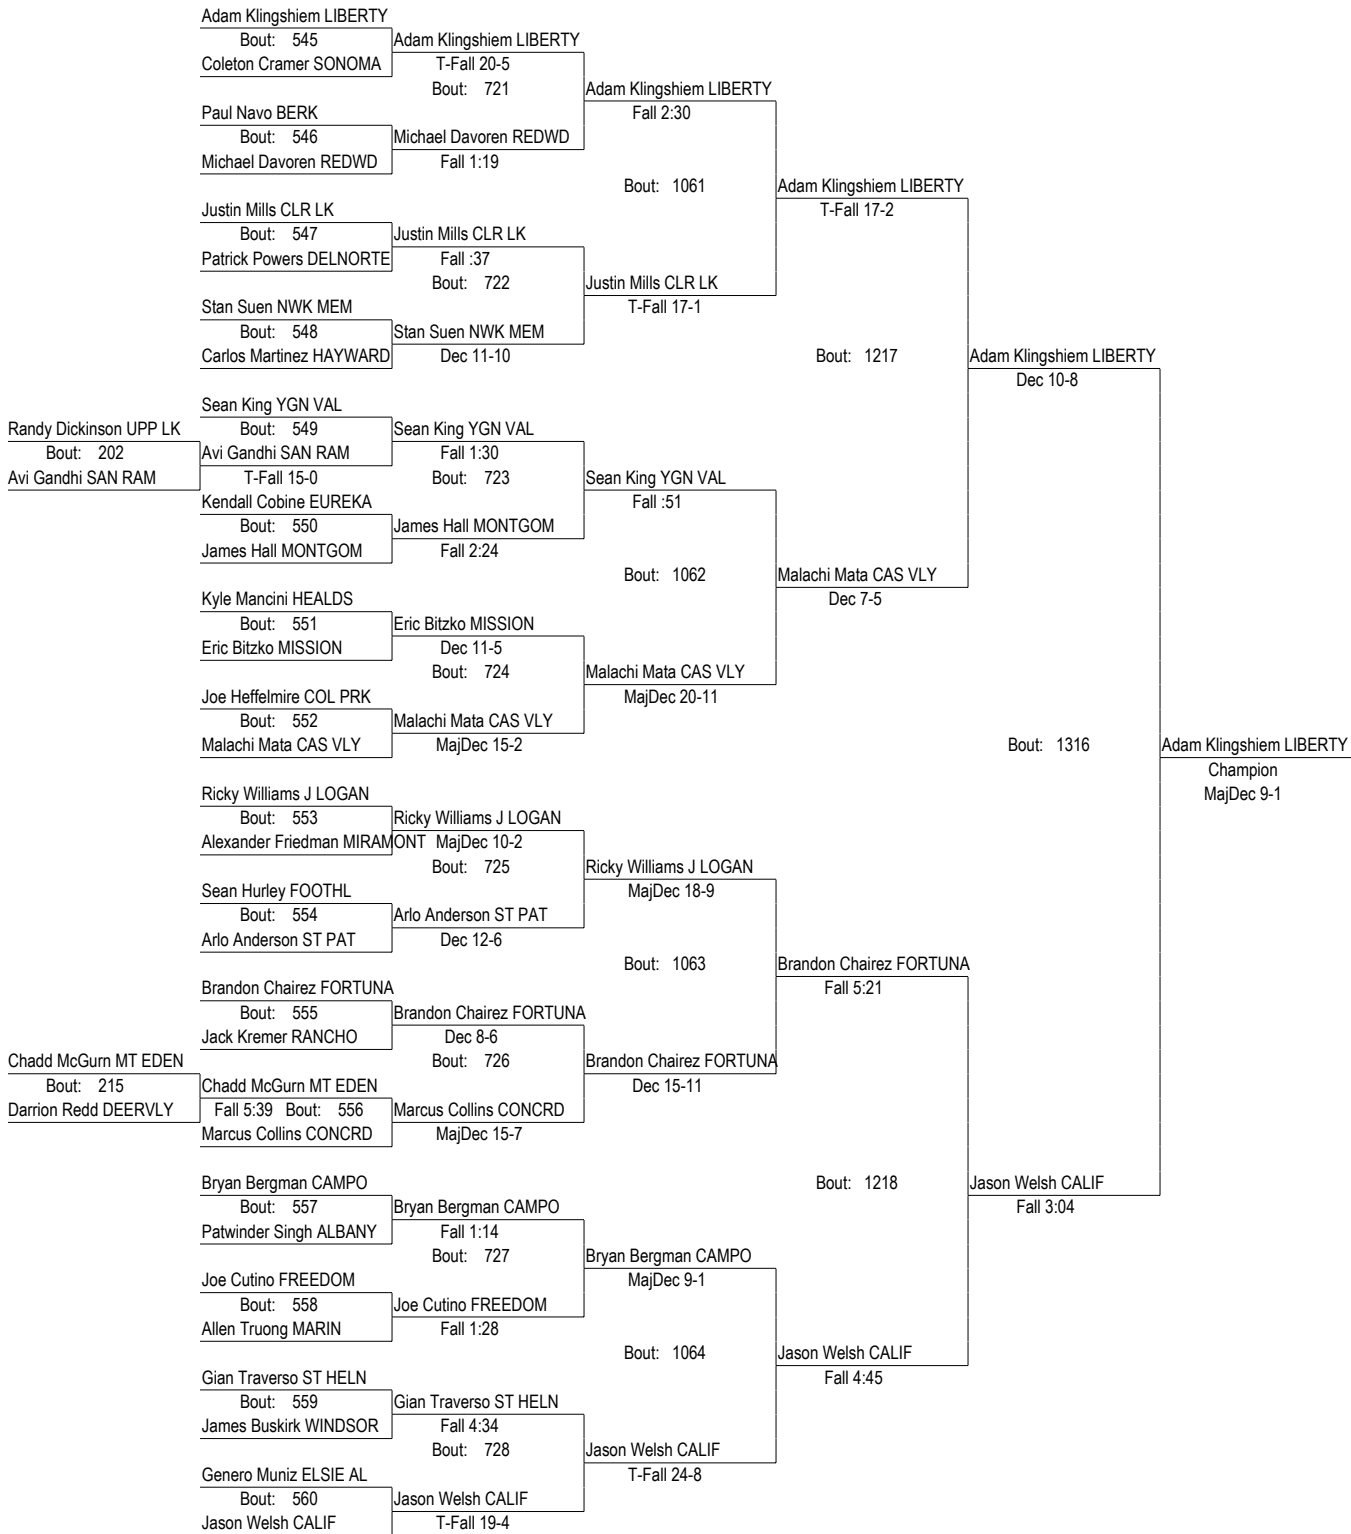 Adam Klingshiem LIBERTY
Bout: 545
Adam Klingshiem LIBERTY
Coleton Cramer SONOMA
T-Fall 20-5
Bout: 721
Adam Klingshiem LIBERTY
Paul Navo BERK
Fall 2:30
Bout: 546
Michael Davoren REDWD
Michael Davoren REDWD
Fall 1:19
Bout: 1061
Adam Klingshiem LIBERTY
Justin Mills CLR LK
T-Fall 17-2
Bout: 547
Justin Mills CLR LK
Patrick Powers DELNORTE
Fall :37
Bout: 722
Justin Mills CLR LK
Stan Suen NWK MEM
T-Fall 17-1
Bout: 548
Stan Suen NWK MEM
Carlos Martinez HAYWARD
Dec 11-10
Bout: 1217
Adam Klingshiem LIBERTY
Dec 10-8
Sean King YGN VAL
Randy Dickinson UPP LK
Bout: 549
Sean King YGN VAL
Bout: 202
Avi Gandhi SAN RAM
Fall 1:30
Avi Gandhi SAN RAM
T-Fall 15-0
Bout: 723
Sean King YGN VAL
Kendall Cobine EUREKA
Fall :51
Bout: 550
James Hall MONTGOM
James Hall MONTGOM
Fall 2:24
Bout: 1062
Malachi Mata CAS VLY
Kyle Mancini HEALDS
Dec 7-5
Bout: 551
Eric Bitzko MISSION
Eric Bitzko MISSION
Dec 11-5
Bout: 724
Malachi Mata CAS VLY
Joe Heffelmire COL PRK
MajDec 20-11
Bout: 552
Malachi Mata CAS VLY
Malachi Mata CAS VLY
MajDec 15-2
Bout: 1316
Adam Klingshiem LIBERTY
Champion
MajDec 9-1
Ricky Williams J LOGAN
Bout: 553
Ricky Williams J LOGAN
Alexander Friedman MIRAMONT
MajDec 10-2
Bout: 725
Ricky Williams J LOGAN
Sean Hurley FOOTHL
MajDec 18-9
Bout: 554
Arlo Anderson ST PAT
Arlo Anderson ST PAT
Dec 12-6
Bout: 1063
Brandon Chairez FORTUNA
Brandon Chairez FORTUNA
Fall 5:21
Bout: 555
Brandon Chairez FORTUNA
Jack Kremer RANCHO
Dec 8-6
Chadd McGurn MT EDEN
Bout: 726
Brandon Chairez FORTUNA
Bout: 215
Chadd McGurn MT EDEN
Dec 15-11
Darrion Redd DEERVLY
Fall 5:39 Bout: 556
Marcus Collins CONCRD
Marcus Collins CONCRD
MajDec 15-7
Bryan Bergman CAMPO
Bout: 1218
Jason Welsh CALIF
Bout: 557
Bryan Bergman CAMPO
Fall 3:04
Patwinder Singh ALBANY
Fall 1:14
Bout: 727
Bryan Bergman CAMPO
Joe Cutino FREEDOM
MajDec 9-1
Bout: 558
Joe Cutino FREEDOM
Allen Truong MARIN
Fall 1:28
Bout: 1064
Jason Welsh CALIF
Gian Traverso ST HELN
Fall 4:45
Bout: 559
Gian Traverso ST HELN
James Buskirk WINDSOR
Fall 4:34
Bout: 728
Jason Welsh CALIF
Genero Muniz ELSIE AL
T-Fall 24-8
Bout: 560
Jason Welsh CALIF
Jason Welsh CALIF
T-Fall 19-4